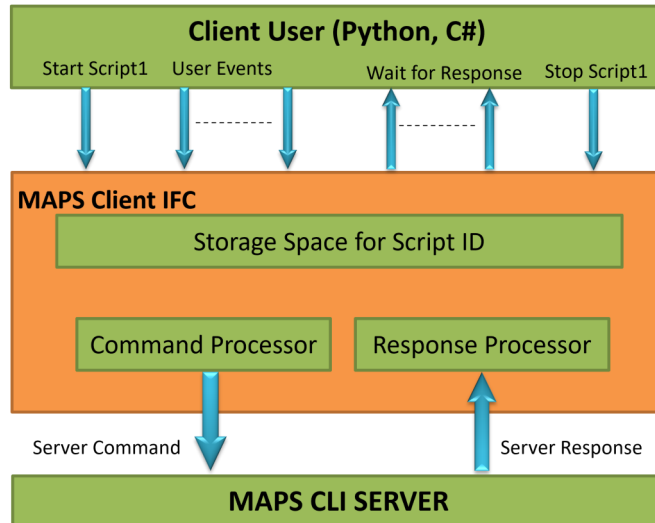 Client User (Python, C#)
Start Script1 User Events Wait for Response Stop Script1
MAPS Client IFC
Storage Space for Script ID
Command Processor Response Processor
Server Command Server Response
MAPS CLI SERVER